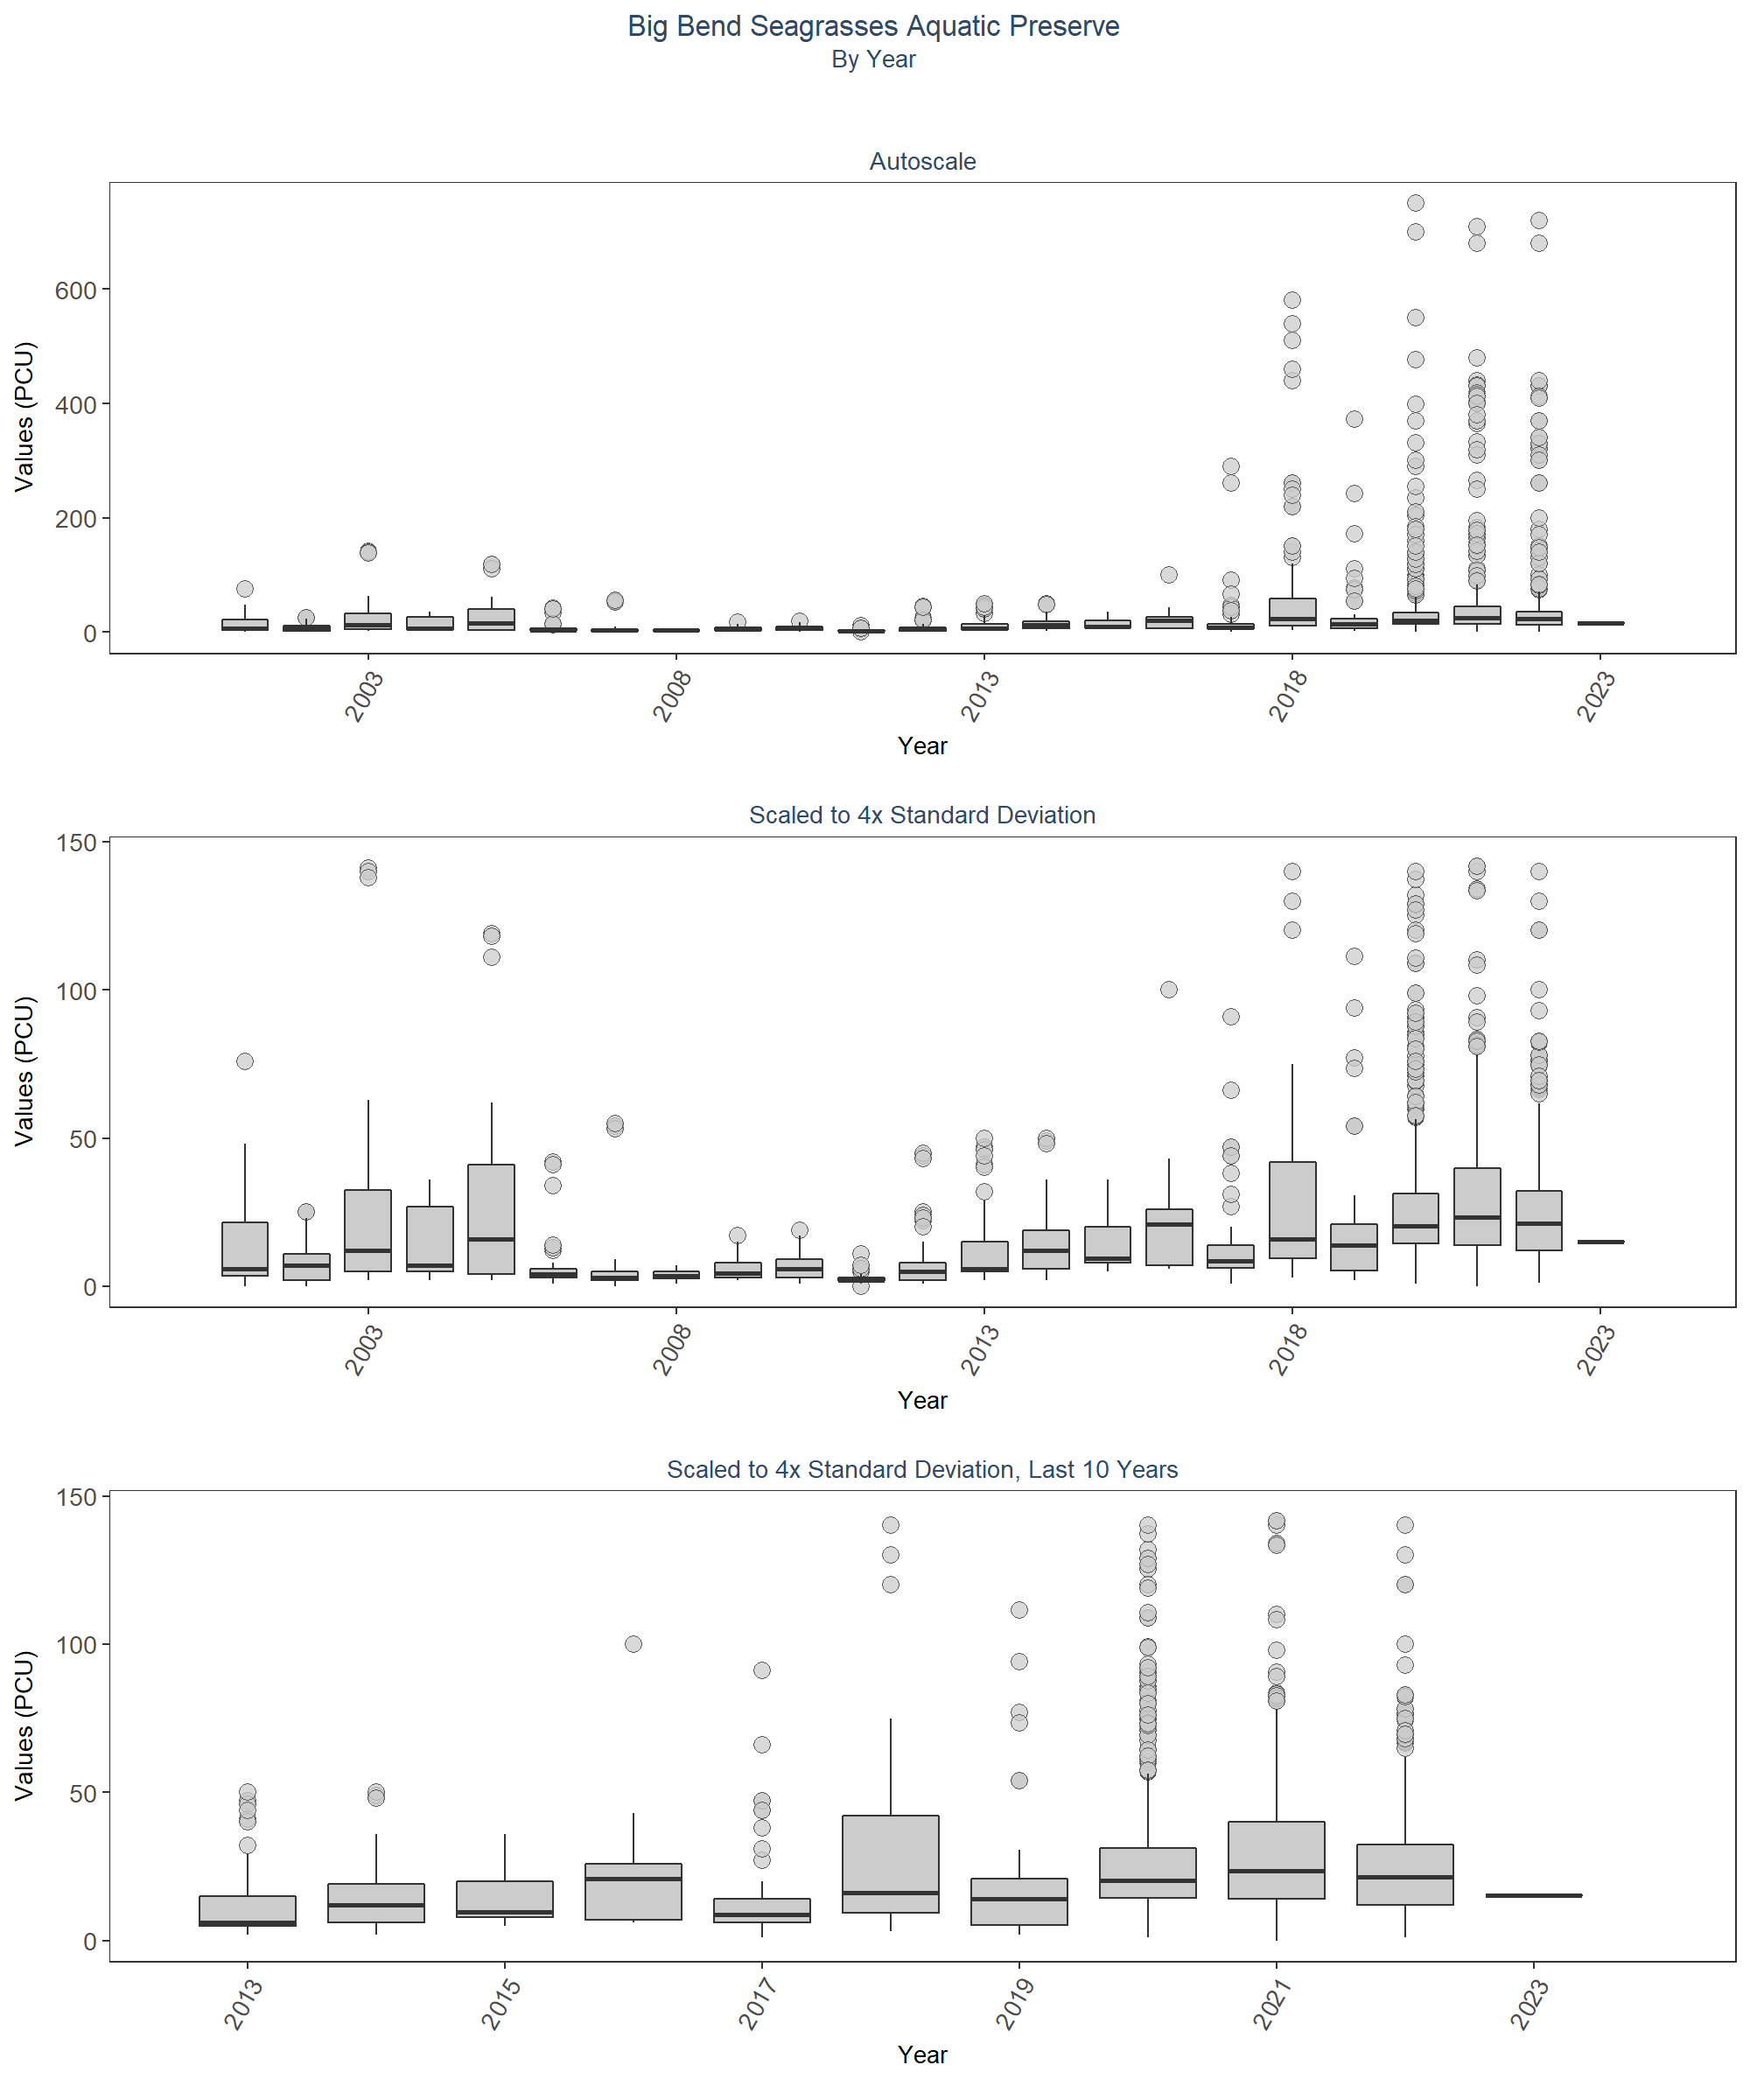 Big Bend Seagrasses Aquatic Preserve
By Year
Autoscale
Values (PCU)
600
400
200
0
2003
2008
2013
2018
2023
Year
Scaled to 4x Standard Deviation
Values (PCU)
150
100
50
0
2003
2008
2013
2018
2023
Year
Scaled to 4x Standard Deviation, Last 10 Years
Values (PCU)
150
100
50
0
2013
2015
2017
2019
2021
2023
Year